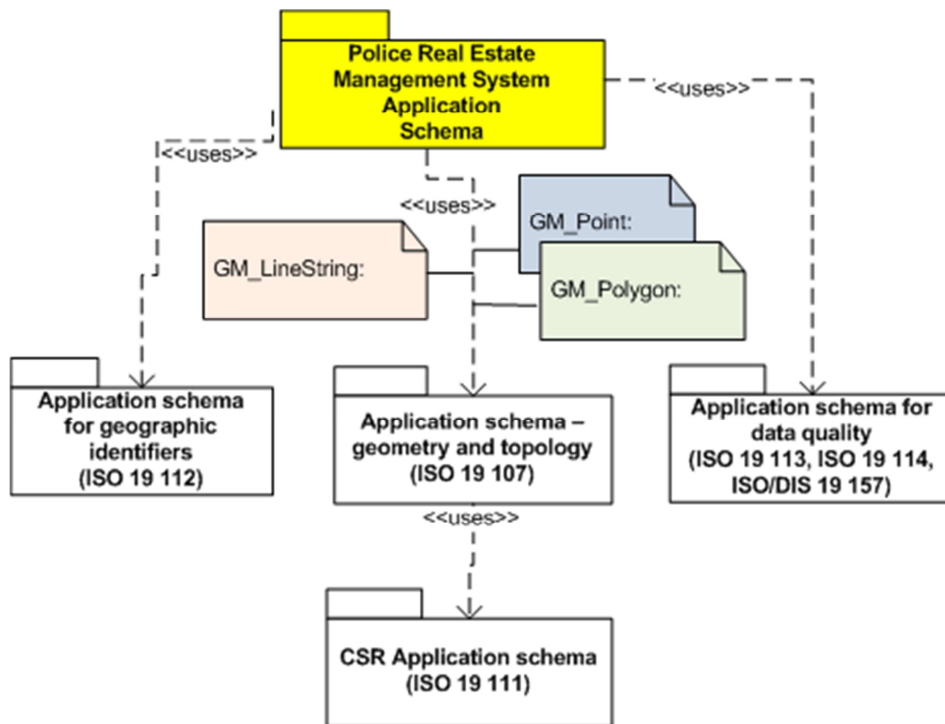 Police Real Estate
Management System
Application
Schema
<<uses>>
<<uses>>
<<uses>>
GM_Point:
GM_LineString:
GM_Polygon:
Application schema
for geographic
identifiers
(ISO 19 112)
Application schema –
geometry and topology
(ISO 19 107)
Application schema for
data quality
(ISO 19 113, ISO 19 114,
ISO/DIS 19 157)
<<uses>>
CSR Application schema
(ISO 19 111)